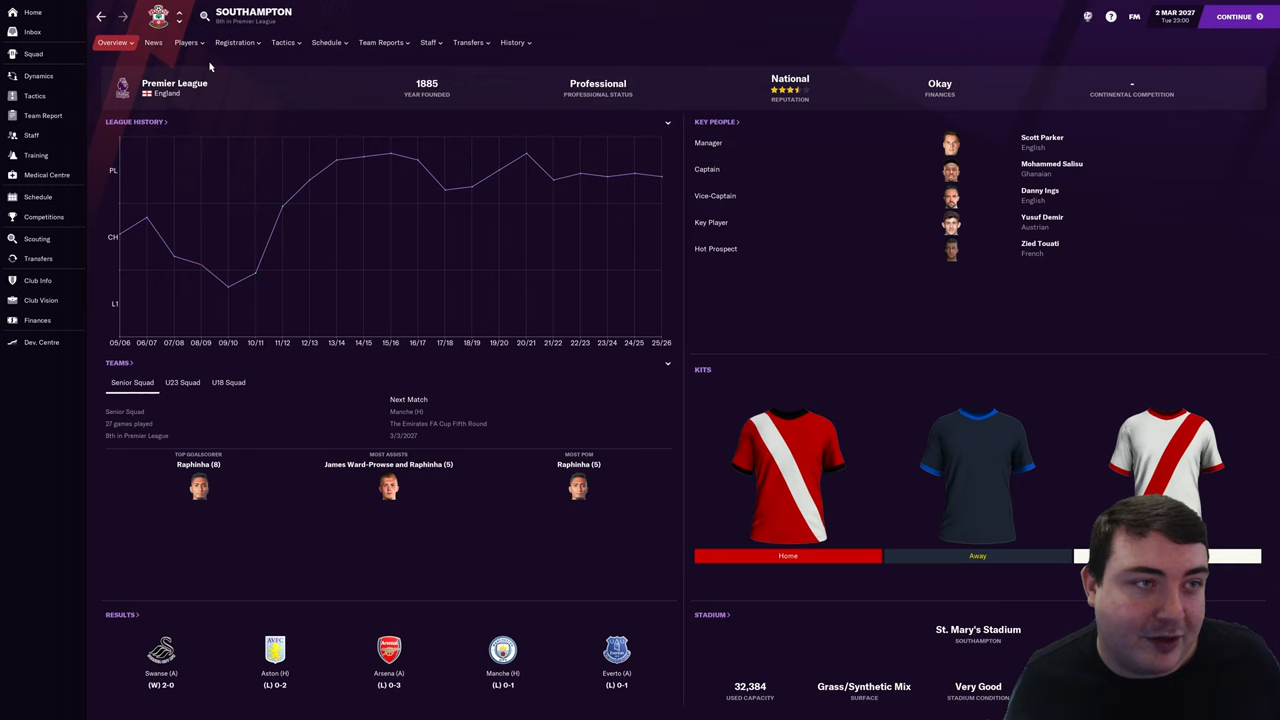 Home
Inbox
Squad
Dynamics
Tactics
Team Report
Staff
Training
Medical Centre
Schedule
Competitions
Scouting
Transfers
Club Info
Club Vision
Finances
Dev. Centre
SOUTHAMPTON
8th in Premier League
FM
2 MAR 2027
Tue 23:00
CONTINUE
Overview
News
Players
Registration
Tactics
Schedule
Team Reports
Staff
Transfers
History
Premier League
England
1885
YEAR FOUNDED
Professional
PROFESSIONAL STATUS
National
REPUTATION
Okay
FINANCES
-
CONTINENTAL COMPETITION
LEAGUE HISTORY
PL
CH
L1
05/06 06/07 07/08 08/09 09/10 10/11 11/12 12/13 13/14 14/15 15/16 16/17 17/18 18/19 19/20 20/21 21/22 22/23 23/24 24/25 25/26
KEY PEOPLE
Manager
Scott Parker
English
Captain
Mohammed Salisu
Ghanaian
Vice-Captain
Danny Ings
English
Key Player
Yusuf Demir
Austrian
Hot Prospect
Zied Touati
French
TEAMS
Senior Squad U23 Squad U18 Squad
Senior Squad
27 games played
8th in Premier League
Next Match
Manche (H)
The Emirates FA Cup Fifth Round
3/3/2027
TOP GOALSCORER
Raphinha (8)
MOST ASSISTS
James Ward-Prowse and Raphinha (5)
MOST POM
Raphinha (5)
KITS
Home
Away
RESULTS
Swanse (A)
(W) 2-0
Aston (H)
(L) 0-2
Arsena (A)
(L) 0-3
Manche (H)
(L) 0-1
Everto (A)
(L) 0-1
STADIUM
St. Mary's Stadium
SOUTHAMPTON
32,384
USED CAPACITY
Grass/Synthetic Mix
SURFACE
Very Good
STADIUM CONDITION